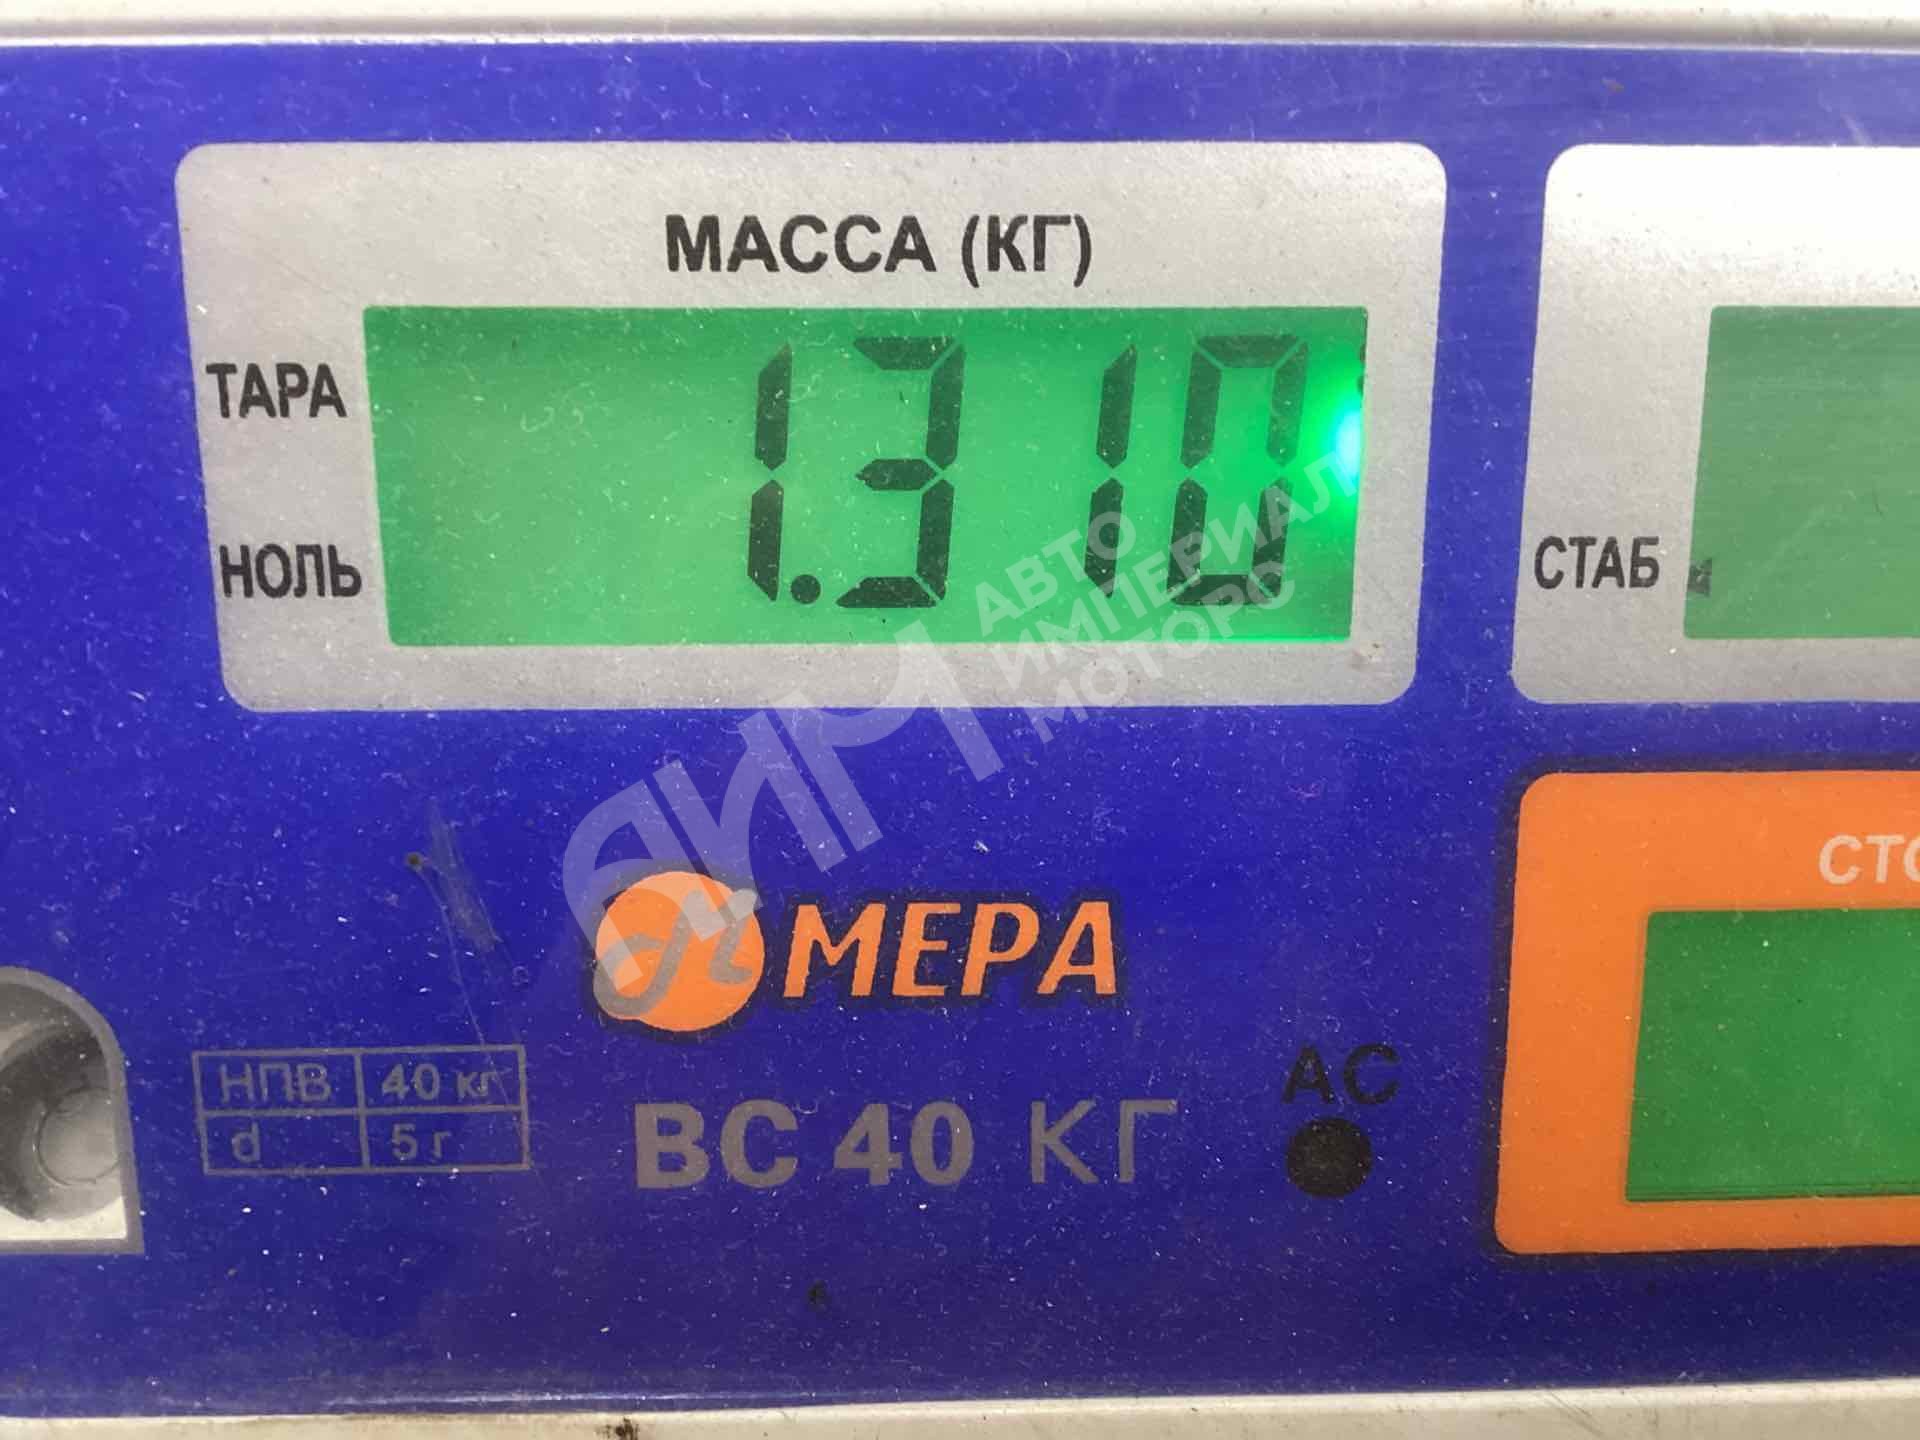 МАССА (КГ)
ТАРА
1.310
НОЛЬ
СТАБ
АИМ
АВТО
ИМПЕРИАЛ
МОТОРС
МЕРА
НПВ 40 кг
d 5 г
ВС 40 КГ
АС